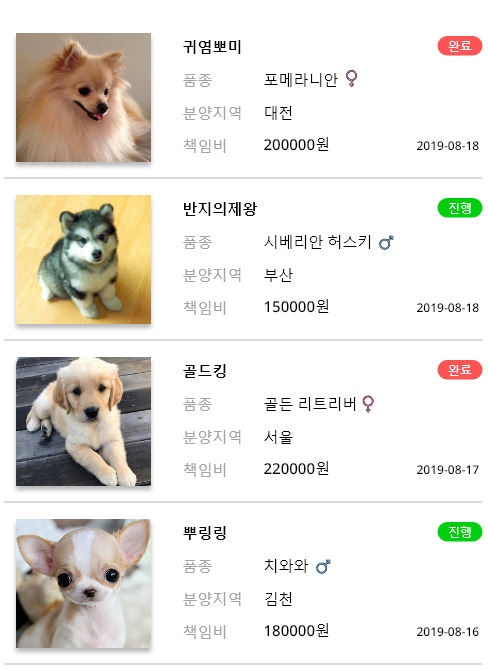 귀염뽀미 완료
품종 포메라니안 ♀
분양지역 대전
책임비 200000원 2019-08-18
반지의제왕 진행
품종 시베리안 허스키 ♂
분양지역 부산
책임비 150000원 2019-08-18
골드킹 완료
품종 골든 리트리버 ♀
분양지역 서울
책임비 220000원 2019-08-17
뿌링링 진행
품종 치와와 ♂
분양지역 김천
책임비 180000원 2019-08-16